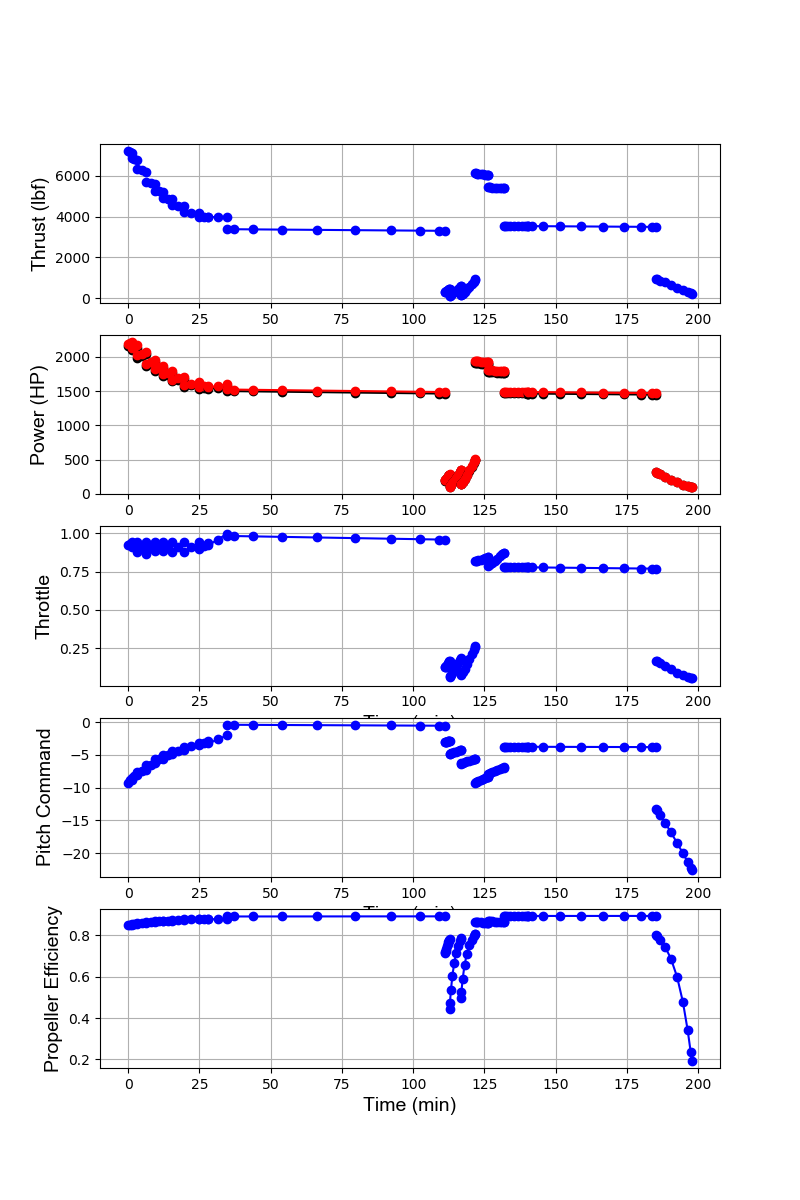 Thrust (lbf)
6000
4000
2000
0
0 25 50 75 100 125 150 175 200
Power (HP)
2000
1500
1000
500
0
0 25 50 75 100 125 150 175 200
Throttle
1.00
0.75
0.50
0.25
0 25 50 75 100 125 150 175 200
Time (min)
Pitch Command
0
−5
−10
−15
−20
0 25 50 75 100 125 150 175 200
Time (min)
Propeller Efficiency
0.8
0.6
0.4
0.2
0 25 50 75 100 125 150 175 200
Time (min)